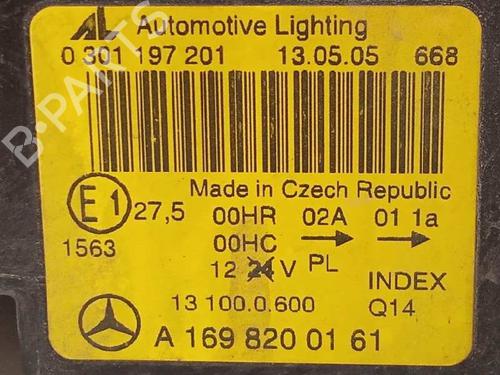 AL Automotive Lighting
0 301 197 201 13.05.05 668
Made in Czech Republic
E1 27,5 00HR 02A 01 1a
1563 00HC → →
12 24 V PL INDEX
13 100.0.600 Q14
A 169 820 01 61
B-PARTS